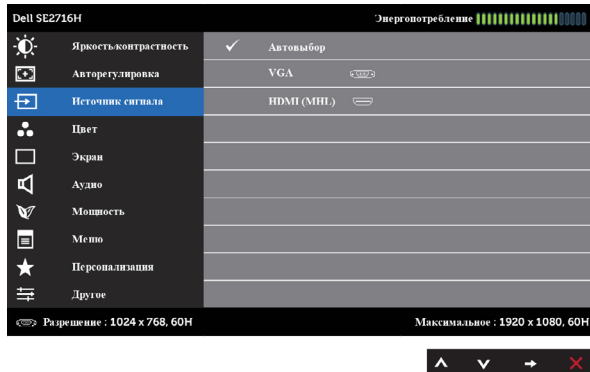 Dell SE2716H Энергопотребление
Яркость/контрастность Автовыбор
Авторегулировка VGA
Источник сигнала HDMI (MHL)
Цвет
Экран
Аудио
Мощность
Меню
Персонализация
Другое
Разрешение : 1024 x 768, 60H Максимальное : 1920 x 1080, 60H